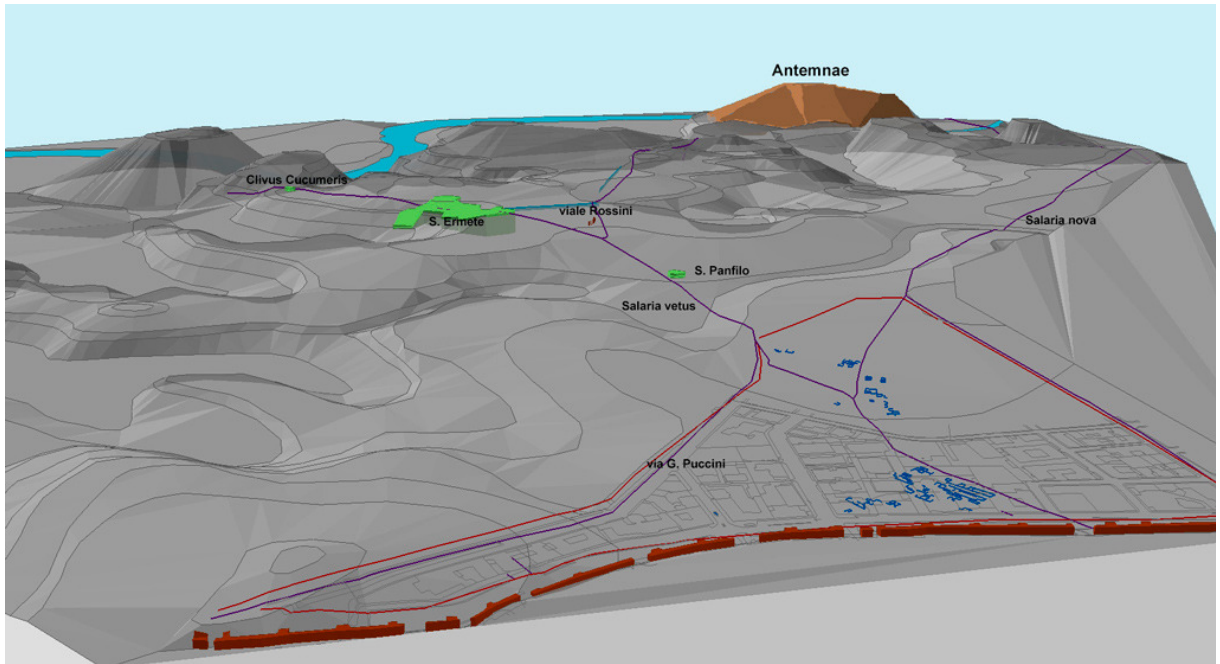 Antemnae
Clivus Cucumeris
S. Ermete
viale Rossini
Salaria nova
S. Panfilo
Salaria vetus
via G. Puccini